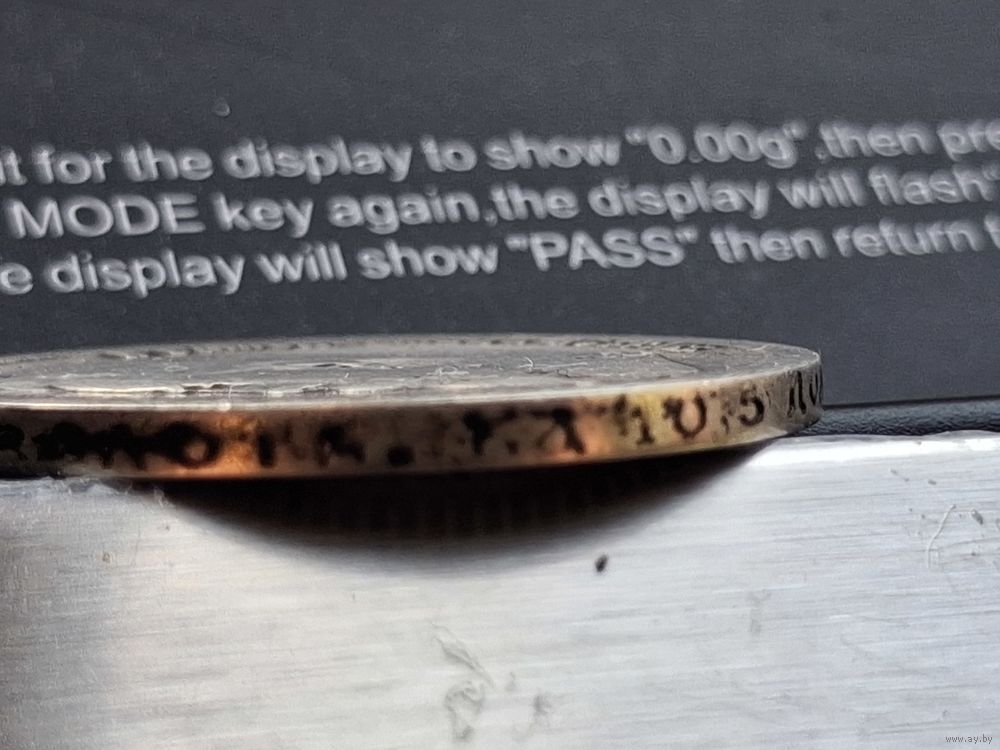 t for the display to show "0.00g",then pre
MODE key again,the display will flash"
e display will show "PASS" then return t
www.ay.by